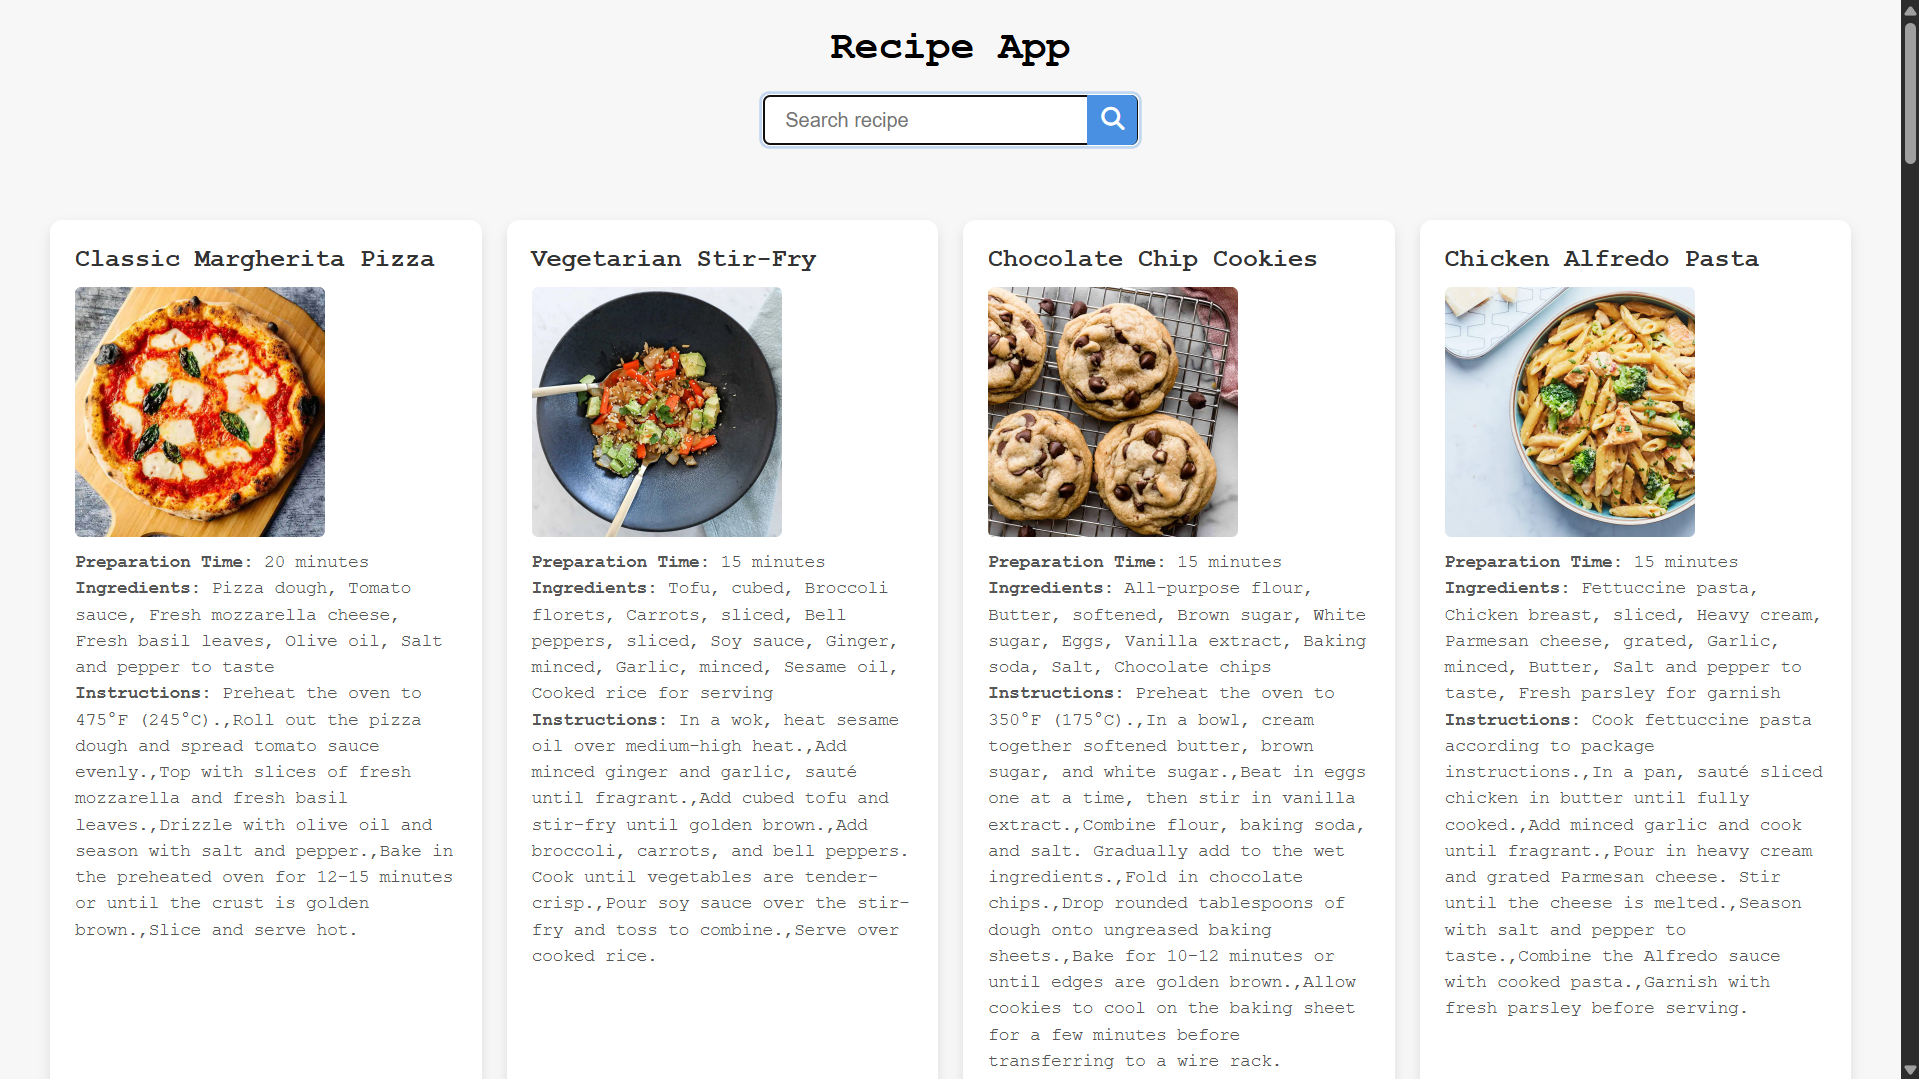 Recipe App
Search recipe
Classic Margherita Pizza
Preparation Time: 20 minutes
Ingredients: Pizza dough, Tomato
sauce, Fresh mozzarella cheese,
Fresh basil leaves, Olive oil, Salt
and pepper to taste
Instructions: Preheat the oven to
475°F (245°C).,Roll out the pizza
dough and spread tomato sauce
evenly.,Top with slices of fresh
mozzarella and fresh basil
leaves.,Drizzle with olive oil and
season with salt and pepper.,Bake in
the preheated oven for 12-15 minutes
or until the crust is golden
brown.,Slice and serve hot.
Vegetarian Stir-Fry
Preparation Time: 15 minutes
Ingredients: Tofu, cubed, Broccoli
florets, Carrots, sliced, Bell
peppers, sliced, Soy sauce, Ginger,
minced, Garlic, minced, Sesame oil,
Cooked rice for serving
Instructions: In a wok, heat sesame
oil over medium-high heat.,Add
minced ginger and garlic, sauté
until fragrant.,Add cubed tofu and
stir-fry until golden brown.,Add
broccoli, carrots, and bell peppers.
Cook until vegetables are tender-
crisp.,Pour soy sauce over the stir-
fry and toss to combine.,Serve over
cooked rice.
Chocolate Chip Cookies
Preparation Time: 15 minutes
Ingredients: All-purpose flour,
Butter, softened, Brown sugar, White
sugar, Eggs, Vanilla extract, Baking
soda, Salt, Chocolate chips
Instructions: Preheat the oven to
350°F (175°C).,In a bowl, cream
together softened butter, brown
sugar, and white sugar.,Beat in eggs
one at a time, then stir in vanilla
extract.,Combine flour, baking soda,
and salt. Gradually add to the wet
ingredients.,Fold in chocolate
chips.,Drop rounded tablespoons of
dough onto ungreased baking
sheets.,Bake for 10-12 minutes or
until edges are golden brown.,Allow
cookies to cool on the baking sheet
for a few minutes before
transferring to a wire rack.
Chicken Alfredo Pasta
Preparation Time: 15 minutes
Ingredients: Fettuccine pasta,
Chicken breast, sliced, Heavy cream,
Parmesan cheese, grated, Garlic,
minced, Butter, Salt and pepper to
taste, Fresh parsley for garnish
Instructions: Cook fettuccine pasta
according to package
instructions.,In a pan, sauté sliced
chicken in butter until fully
cooked.,Add minced garlic and cook
until fragrant.,Pour in heavy cream
and grated Parmesan cheese. Stir
until the cheese is melted.,Season
with salt and pepper to
taste.,Combine the Alfredo sauce
with cooked pasta.,Garnish with
fresh parsley before serving.